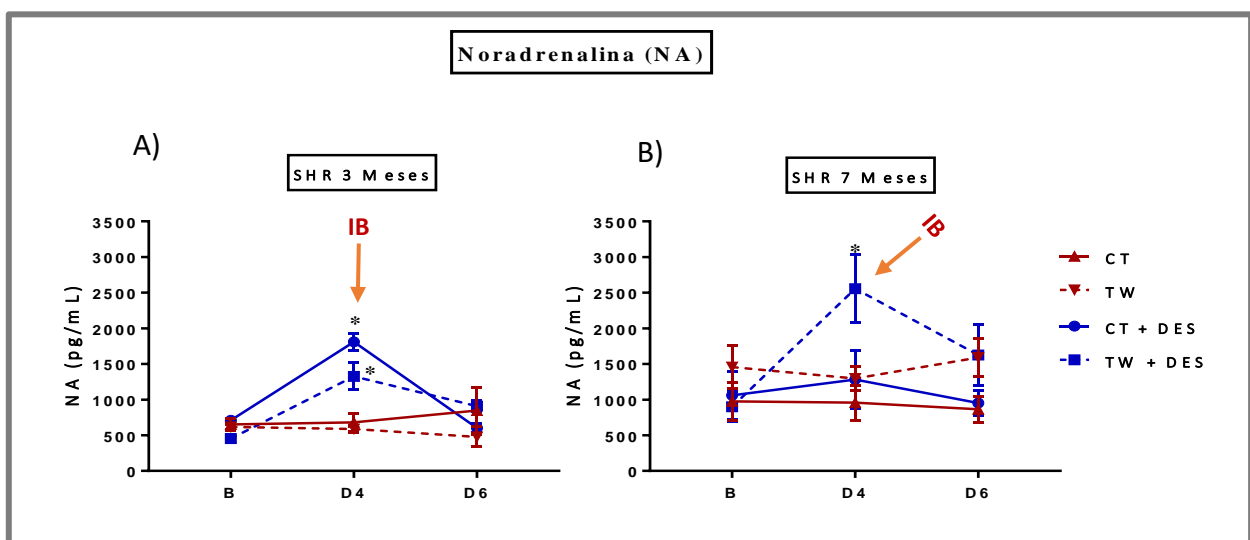 Noradrenalina (NA)
A)
SHR 3 Meses
IB
3500
3000
2500
2000
1500
1000
500
0
NA (pg/mL)
*
*
B
D4
D6
B)
SHR 7 Meses
IB
3500
3000
2500
2000
1500
1000
500
0
NA (pg/mL)
*
B
D4
D6
CT
TW
CT + DES
TW + DES